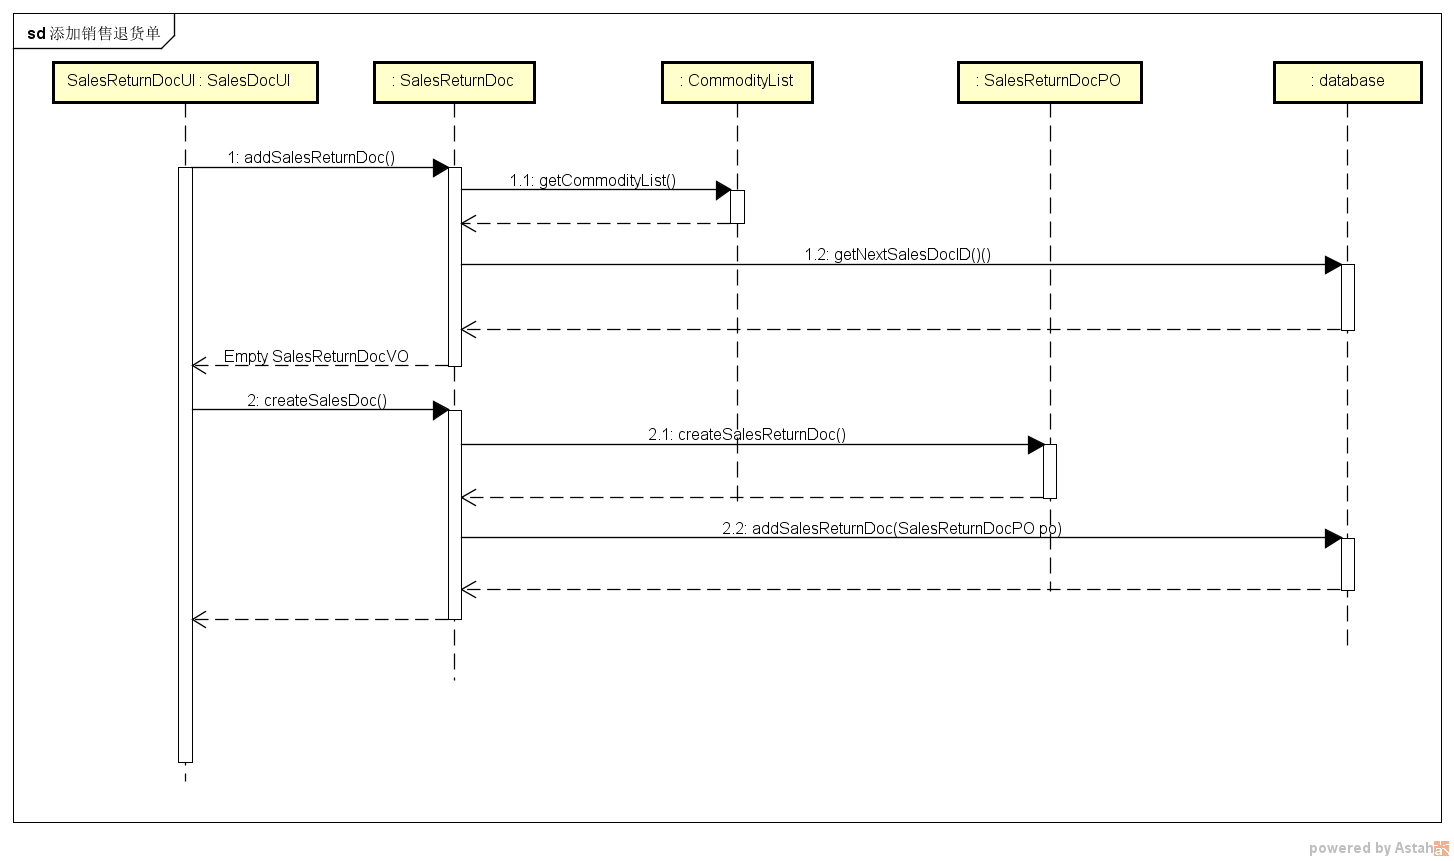 sd 添加销售退货单
SalesReturnDocUI : SalesDocUI
: SalesReturnDoc
: CommodityList
: SalesReturnDocPO
: database
1: addSalesReturnDoc()
1.1: getCommodityList()
1.2: getNextSalesDocID()()
Empty SalesReturnDocVO
2: createSalesDoc()
2.1: createSalesReturnDoc()
2.2: addSalesReturnDoc(SalesReturnDocPO po)
powered by Astah